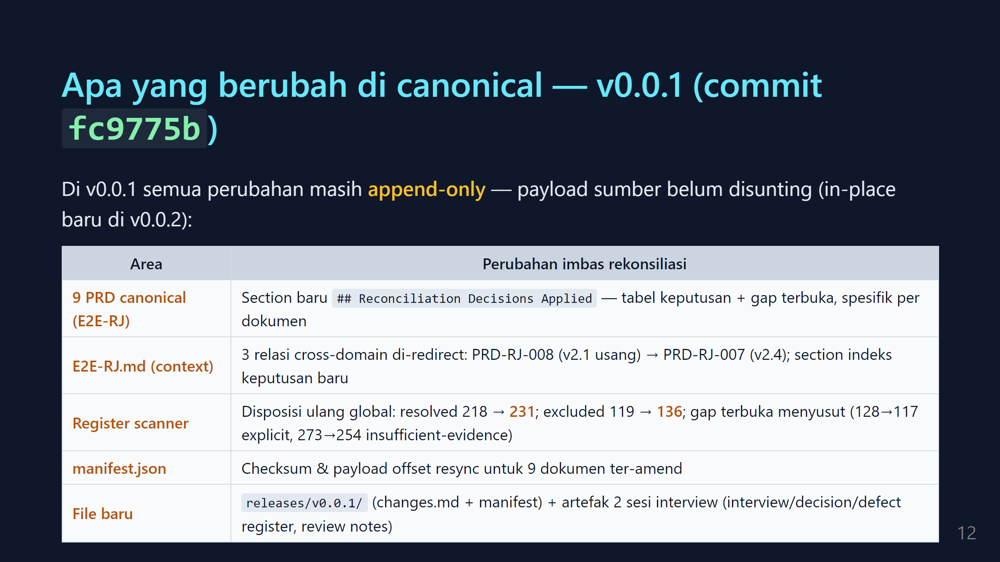 Apa yang berubah di canonical — v0.0.1 (commit
fc9775b)
Di v0.0.1 semua perubahan masih append-only — payload sumber belum disunting (in-place
baru di v0.0.2):
Area
Perubahan imbas rekonsiliasi
9 PRD canonical
(E2E-RJ)
Section baru ## Reconciliation Decisions Applied — tabel keputusan + gap terbuka, spesifik per
dokumen
E2E-RJ.md (context)
3 relasi cross-domain di-redirect: PRD-RJ-008 (v2.1 usang) → PRD-RJ-007 (v2.4); section indeks
keputusan baru
Register scanner
Disposisi ulang global: resolved 218 → 231; excluded 119 → 136; gap terbuka menyusut (128→117
explicit, 273→254 insufficient-evidence)
manifest.json
Checksum & payload offset resync untuk 9 dokumen ter-amend
File baru
releases/v0.0.1/ (changes.md + manifest) + artefak 2 sesi interview (interview/decision/defect
register, review notes)
12